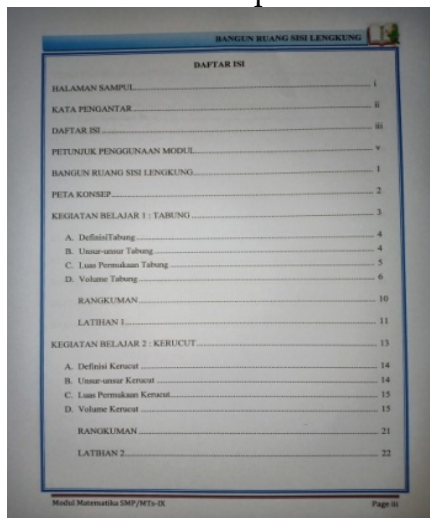 BANGUN RUANG SISI LENGKUNG
DAFTAR ISI
HALAMAN SAMPUL i
KATA PENGANTAR ii
DAFTAR ISI iii
PETUNJUK PENGGUNAAN MODUL v
BANGUN RUANG SISI LENGKUNG 1
PETA KONSEP 2
KEGIATAN BELAJAR 1 : TABUNG 3
A. DefinisiTabung 4
B. Unsur-unsur Tabung 4
C. Luas Permukaan Tabung 5
D. Volume Tabung 6
RANGKUMAN 10
LATIHAN 1 11
KEGIATAN BELAJAR 2 : KERUCUT 13
A. Definisi Kerucut 14
B. Unsur-unsur Kerucut 14
C. Luas Permukaan Kerucut 15
D. Volume Kerucut 15
RANGKUMAN 21
LATIHAN 2 22
Modul Matematika SMP/MTs-IX Page iii